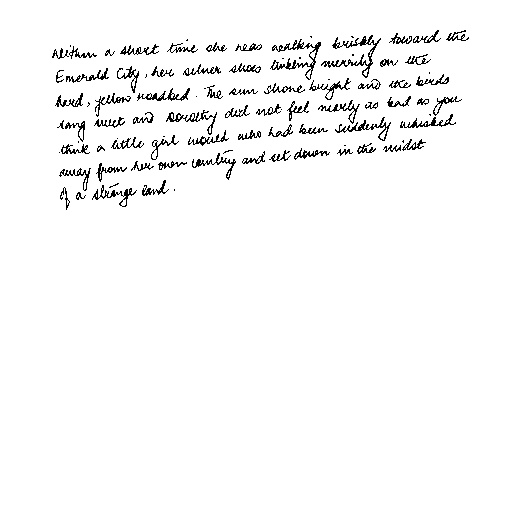 Within a short time she was walking briskly toward the
Emerald City, her silver shoes tinkling merrily on the
hard, yellow roadbed. The sun shone bright and the birds
sang sweet and Dorothy did not feel nearly as bad as you
think a little girl would who had been suddenly whisked
away from her own country and set down in the midst
of a strange land.